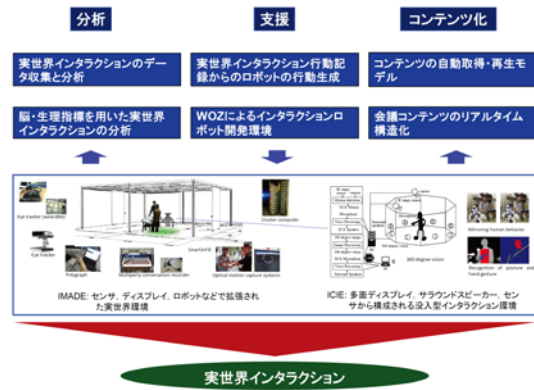 分析
支援
コンテンツ化
実世界インタラクションのデー
タ収集と分析
実世界インタラクション行動記
録からのロボットの行動生成
コンテンツの自動取得・再生モ
デル
脳・生理指標を用いた実世界
インタラクションの分析
WOZによるインタラクションロ
ボット開発環境
会議コンテンツのリアルタイム
構造化
Eye tracker (wearable)
Eye tracker
Polygraph
Multiparty conversation recorder
Optical motion capture systems
Cluster computer
360-degree vision
Mirroring human behavior
Recognition of posture and
hand gesture
IMADE: センサ, ディスプレイ, ロボットなどで拡張され
た実世界環境
ICIE: 多面ディスプレイ, サラウンドスピーカー, セン
サから構成される没入型インタラクション環境
実世界インタラクション